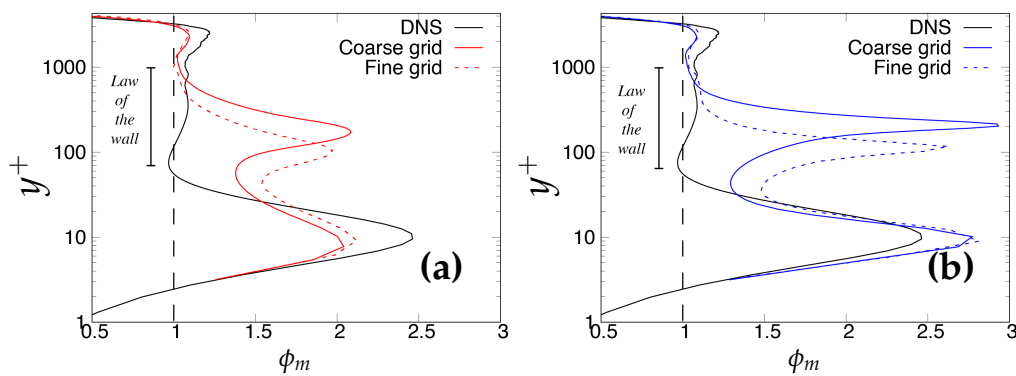 DNS
Coarse grid
Fine grid
1000
100
10
1
Law
of
the
wall
y+
(a)
0.5
1
1.5
2
2.5
3
ϕm
DNS
Coarse grid
Fine grid
1000
100
10
1
Law
of
the
wall
y+
(b)
0.5
1
1.5
2
2.5
3
ϕm